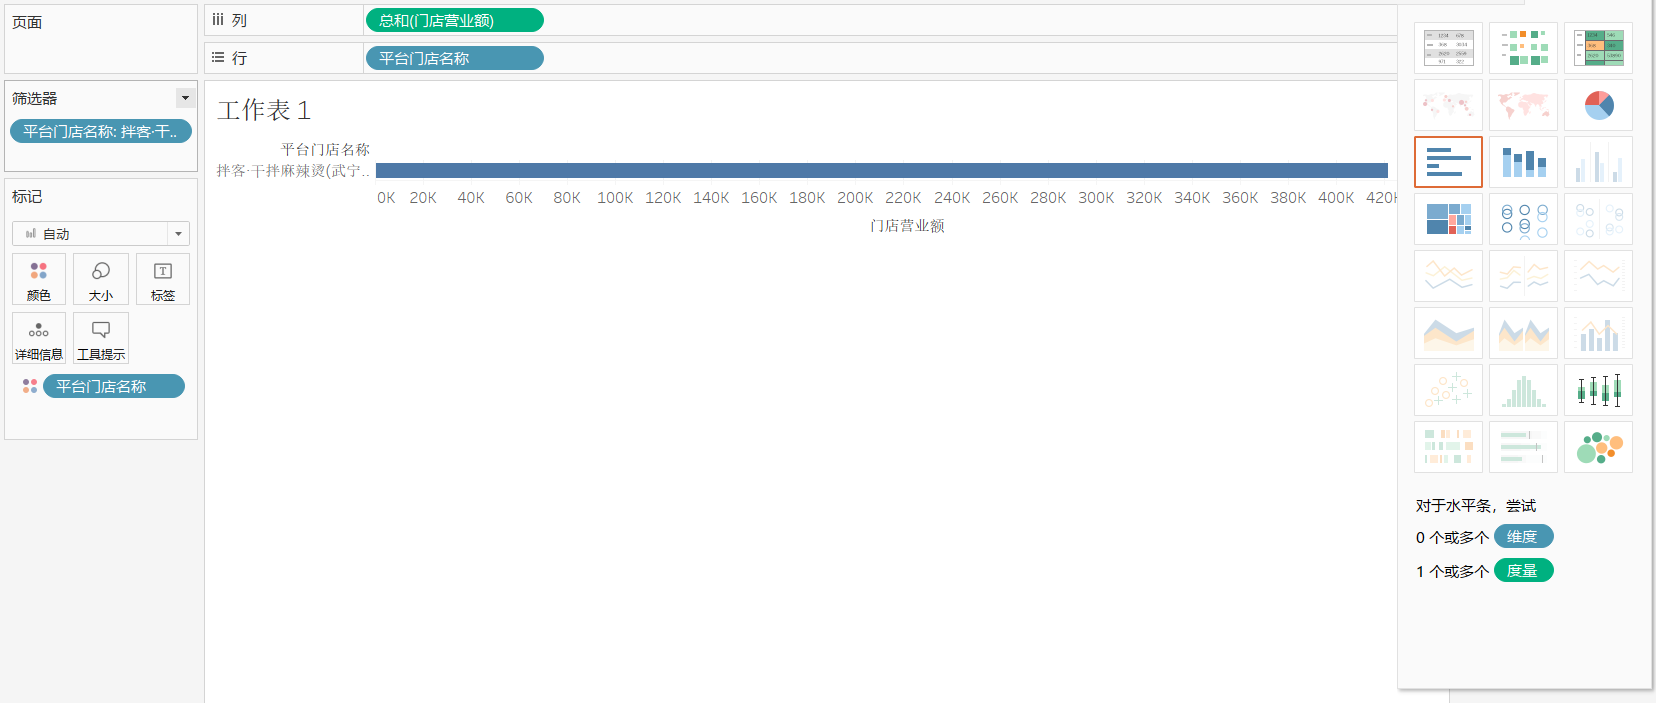 页面
列
总和(门店营业额)
行
平台门店名称
筛选器
平台门店名称: 拌客·干..
标记
自动
颜色
大小
标签
详细信息
工具提示
平台门店名称
工作表 1
平台门店名称
拌客·干拌麻辣烫(武宁..
0K 20K 40K 60K 80K 100K 120K 140K 160K 180K 200K 220K 240K 260K 280K 300K 320K 340K 360K 380K 400K 420K
门店营业额
对于水平条，尝试
0 个或多个 维度
1 个或多个 度量